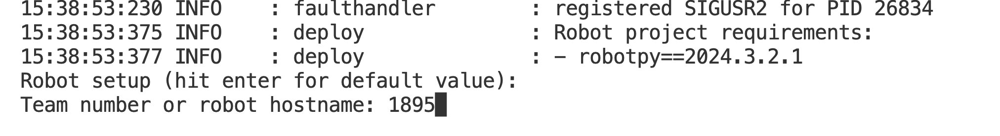 15:38:53:230 INFO    : faulthandler        : registered SIGUSR2 for PID 26834
15:38:53:375 INFO    : deploy              : Robot project requirements:
15:38:53:377 INFO    : deploy              : - robotpy==2024.3.2.1
Robot setup (hit enter for default value):
Team number or robot hostname: 1895